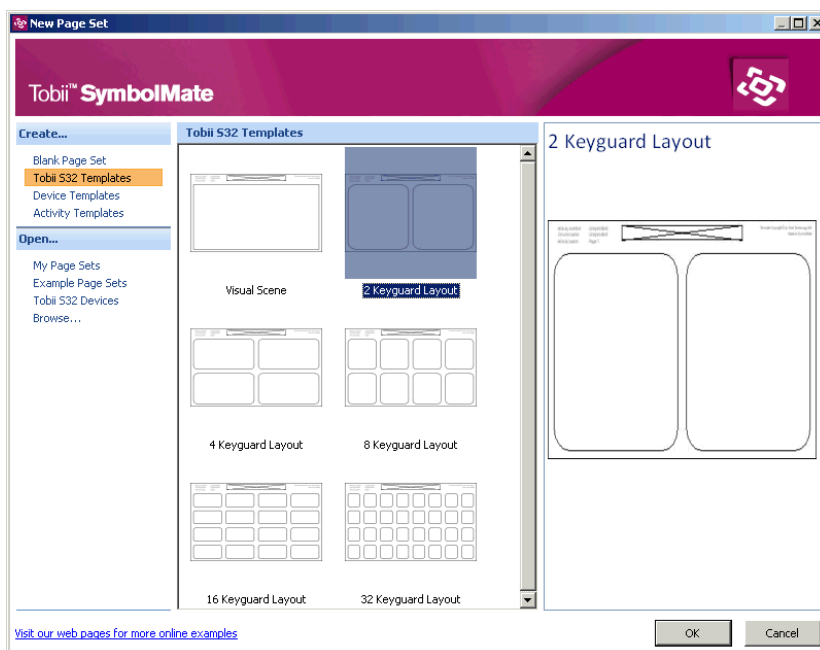 New Page Set
Tobii™ SymbolMate
Create...
Blank Page Set
Tobii S32 Templates
Device Templates
Activity Templates
Open...
My Page Sets
Example Page Sets
Tobii S32 Devices
Browse...
Tobii S32 Templates
Visual Scene
2 Keyguard Layout
4 Keyguard Layout
8 Keyguard Layout
16 Keyguard Layout
32 Keyguard Layout
2 Keyguard Layout
Visit our web pages for more online examples
OK
Cancel